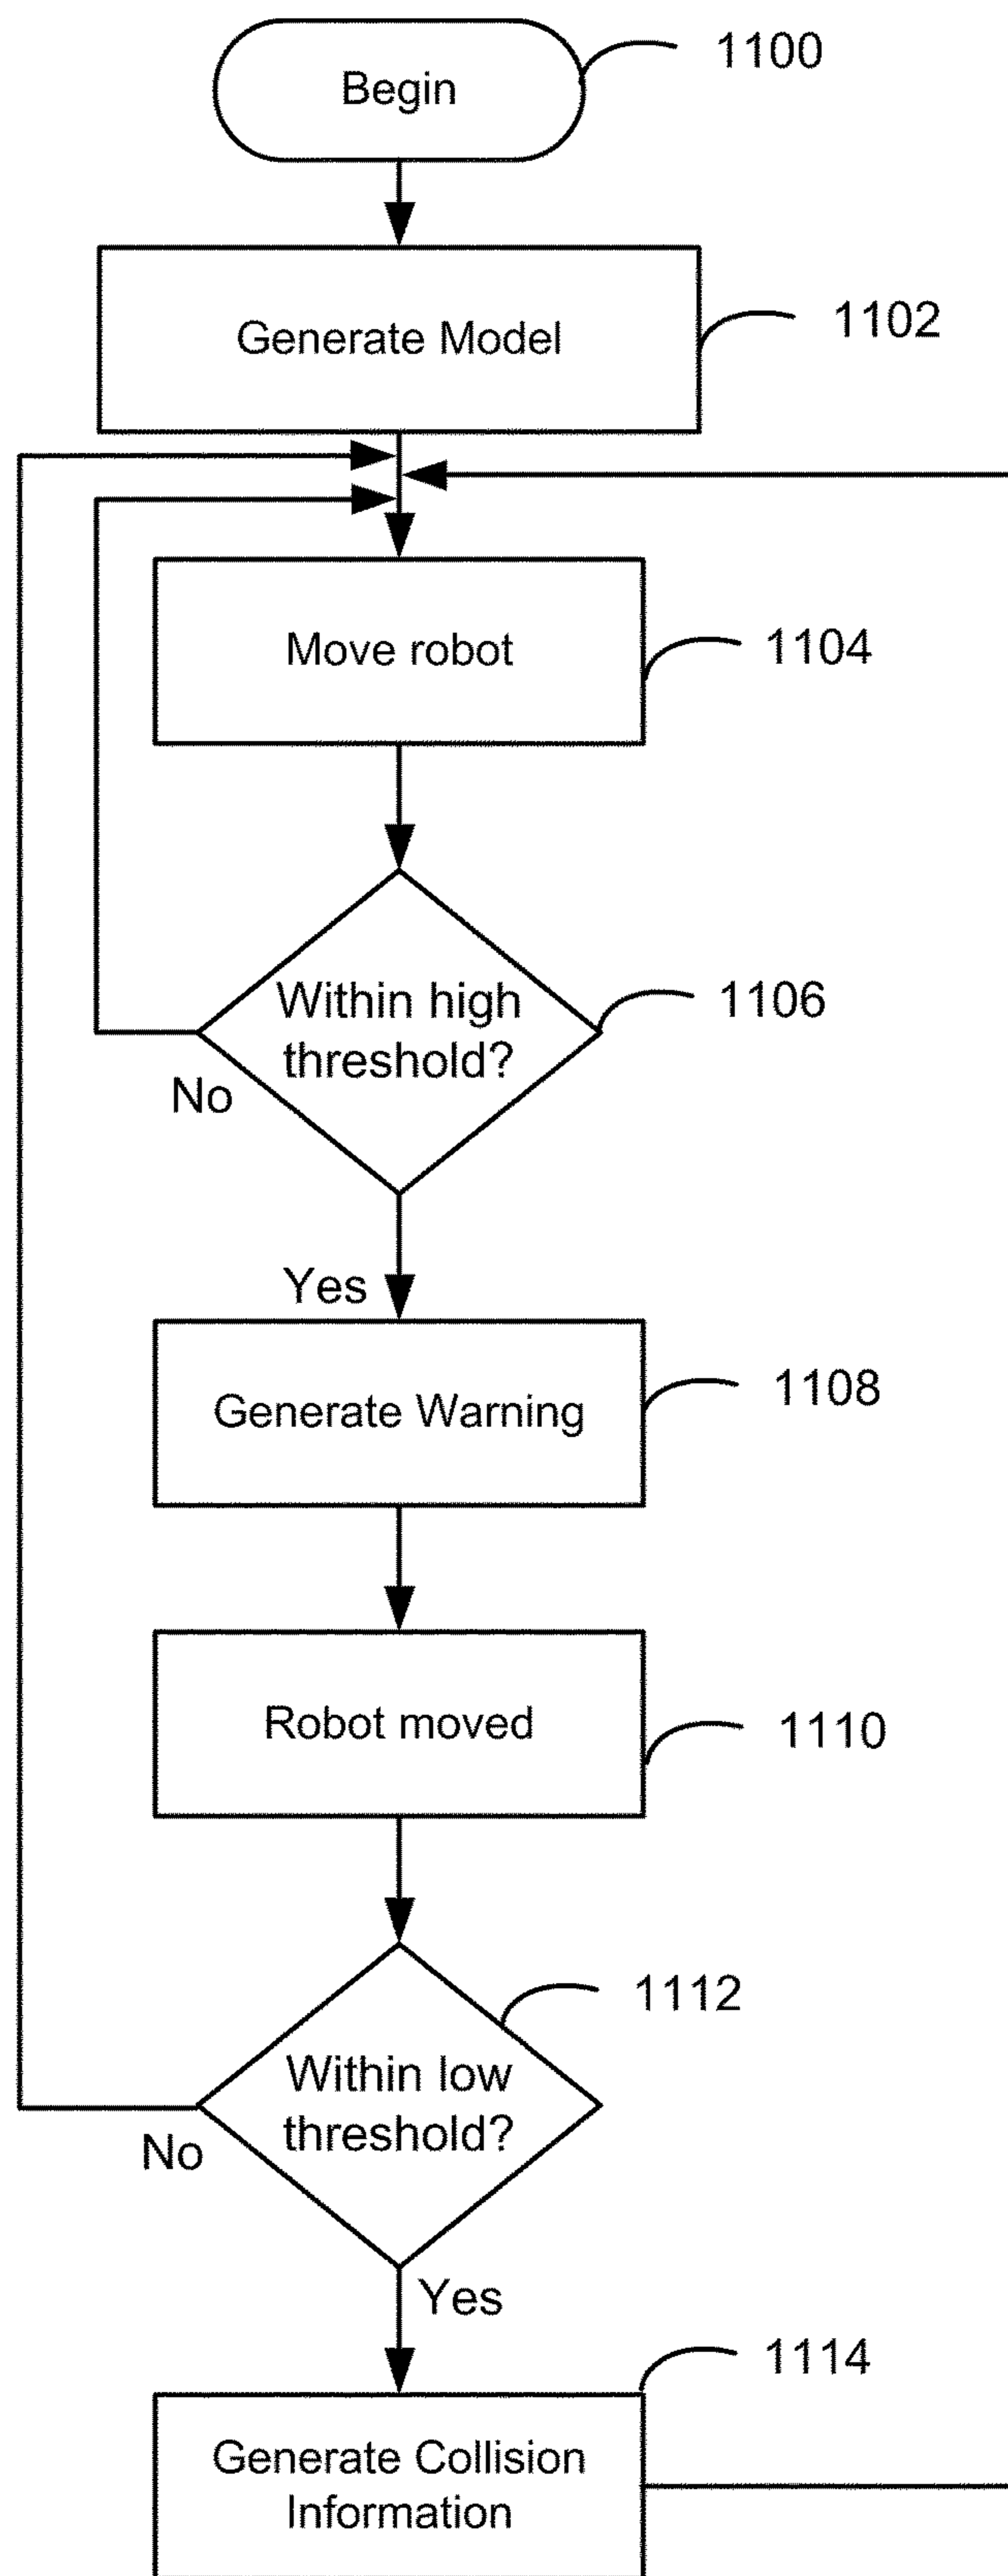 Begin
1100
Generate Model
1102
Move robot
1104
Within high
threshold?
1106
No
Yes
Generate Warning
1108
Robot moved
1110
1112
Within low
threshold?
No
Yes
1114
Generate Collision
Information